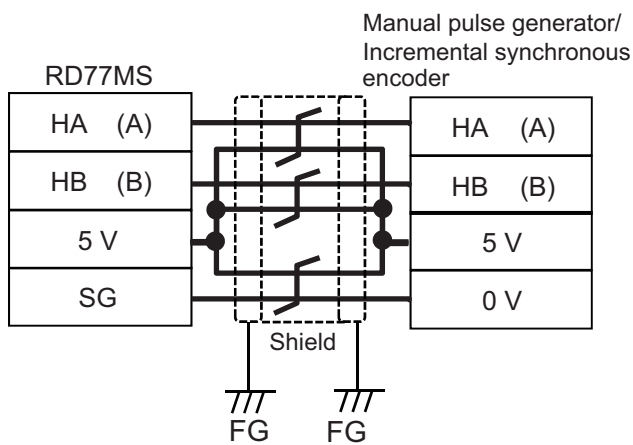 Manual pulse generator/
Incremental synchronous
encoder
RD77MS
HA (A)
HB (B)
5 V
SG
HA (A)
HB (B)
5 V
0 V
Shield
FG
FG